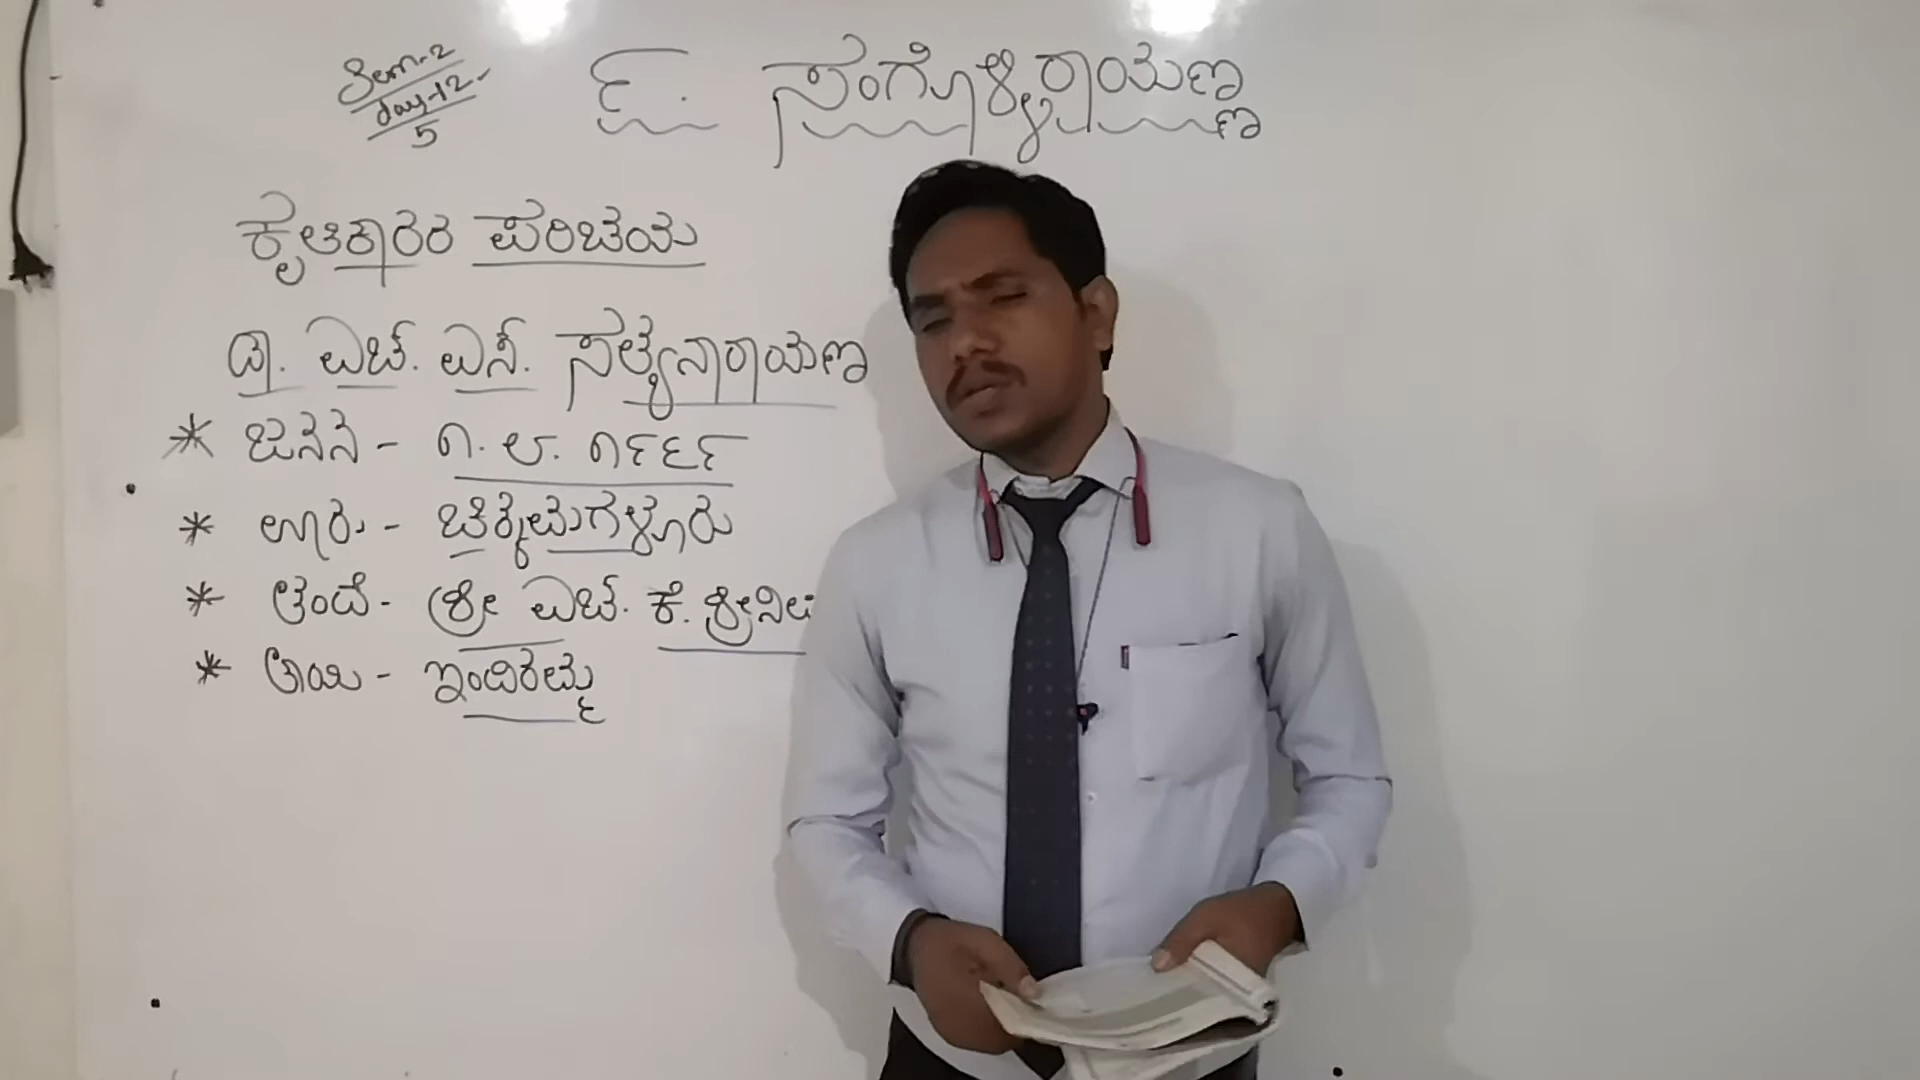 Sem-2
day-12
5
೯. ಸಂಗೊಳ್ಳಿರಾಯಣ್ಣ
ಕೃತಿಕಾರರ ಪರಿಚಯ
ಡಾ. ಎಚ್. ಎಸ್. ಸತ್ಯನಾರಾಯಣ
* ಜನನ - ೧. ೮. ೧೯೬೯
* ಊರು - ಚಿಕ್ಕಮಗಳೂರು
* ತಂದೆ - ಶ್ರೀ ಎಚ್. ಕೆ. ಶ್ರೀನಿವ
* ತಾಯಿ - ಇಂದಿರಮ್ಮ